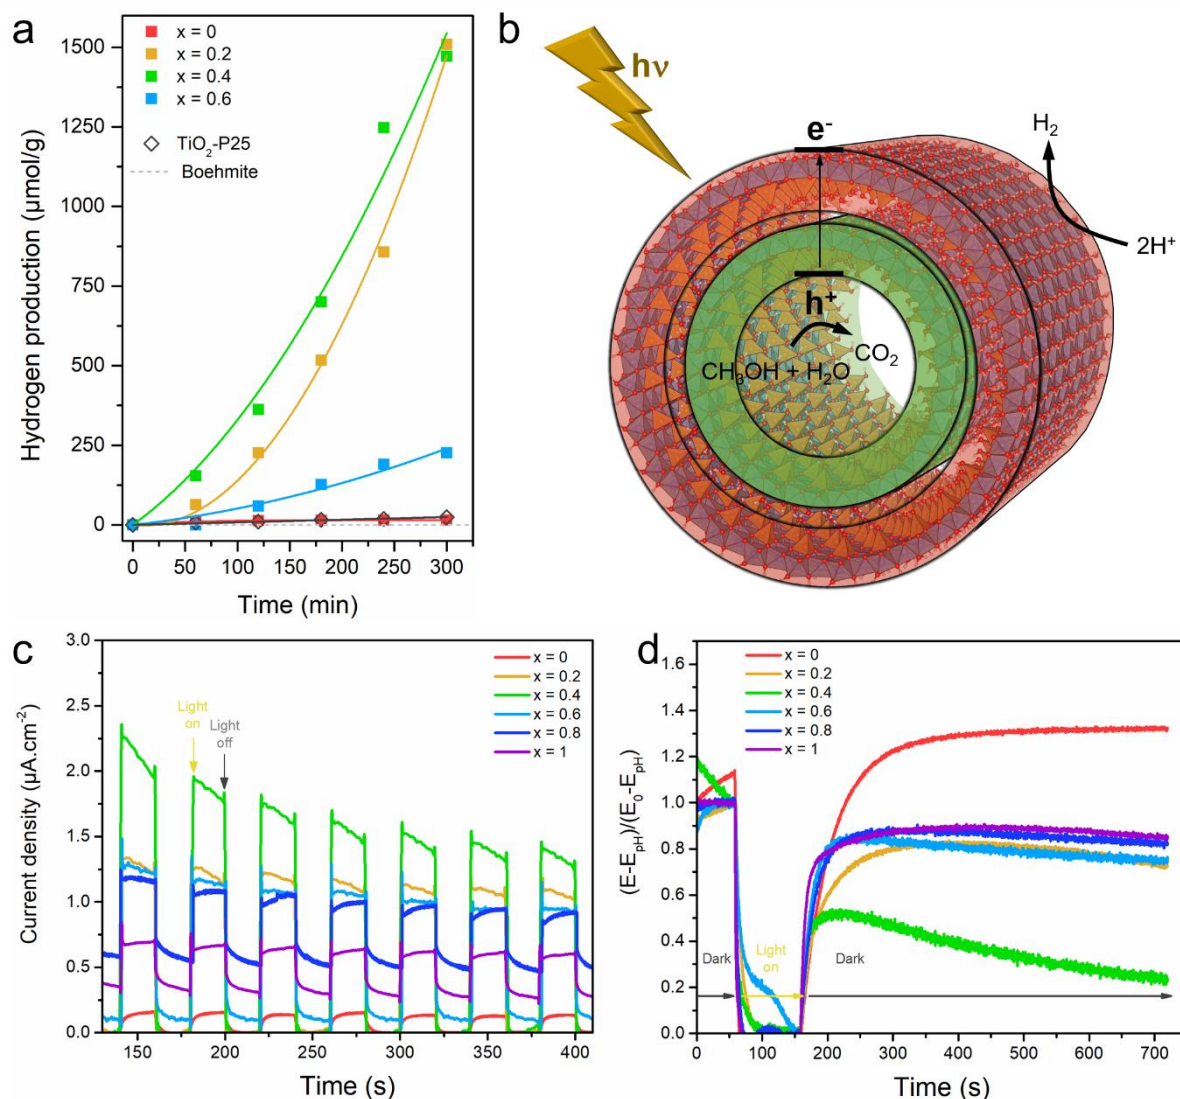 a
Hydrogen production (µmol/g)
1500
1250
1000
750
500
250
0
x = 0
x = 0.2
x = 0.4
x = 0.6
TiO₂-P25
Boehmite
0 50 100 150 200 250 300
Time (min)
b
hν
e⁻
H₂
2H⁺
h⁺
CO₂
CH₃OH + H₂O
c
Current density (µA.cm⁻²)
3.0
2.5
2.0
1.5
1.0
0.5
0.0
x = 0
x = 0.2
x = 0.4
x = 0.6
x = 0.8
x = 1
Light
on
Light
off
150 200 250 300 350 400
Time (s)
d
(E-E_pH)/(E₀-E_pH)
1.6
1.4
1.2
1.0
0.8
0.6
0.4
0.2
0.0
x = 0
x = 0.2
x = 0.4
x = 0.6
x = 0.8
x = 1
Dark
Light
on
Dark
0 100 200 300 400 500 600 700
Time (s)